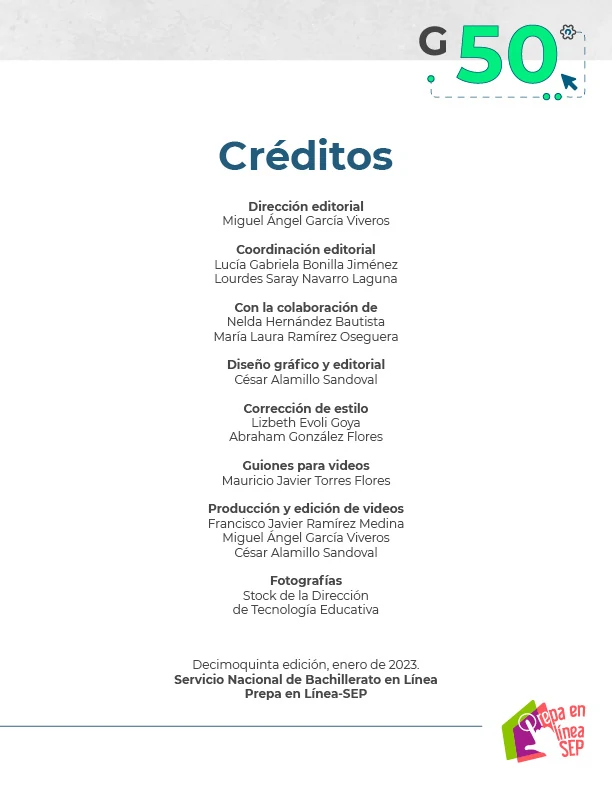 G 50
Créditos
Dirección editorial
Miguel Ángel García Viveros
Coordinación editorial
Lucía Gabriela Bonilla Jiménez
Lourdes Saray Navarro Laguna
Con la colaboración de
Nelda Hernández Bautista
María Laura Ramírez Oseguera
Diseño gráfico y editorial
César Alamillo Sandoval
Corrección de estilo
Lizbeth Evoli Goya
Abraham González Flores
Guiones para videos
Mauricio Javier Torres Flores
Producción y edición de videos
Francisco Javier Ramírez Medina
Miguel Ángel García Viveros
César Alamillo Sandoval
Fotografías
Stock de la Dirección
de Tecnología Educativa
Decimoquinta edición, enero de 2023.
Servicio Nacional de Bachillerato en Línea
Prepa en Línea-SEP
Prepa en
línea
SEP